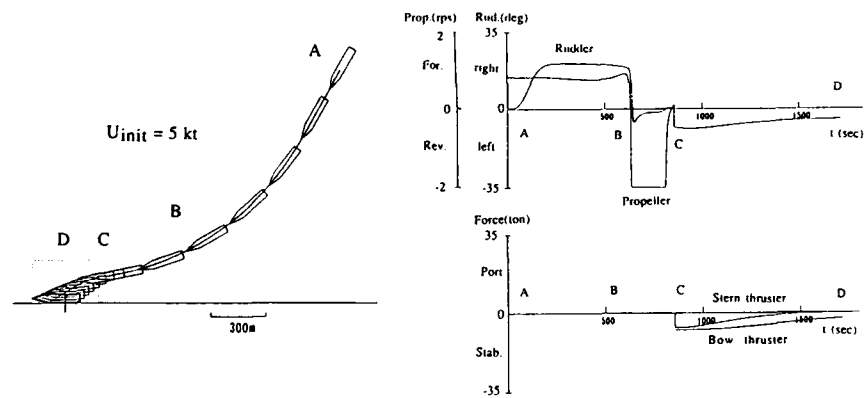 A
U init = 5 kt
B
D C
300m
Prop.(rps) Rud.(deg)
2 35
For. right
Rudder
D
0 0
500 1000 1500
A B C t (sec)
Rev. left
-2 -35
Propeller
Force(ton)
35
Port
A B C Stern thruster D
0
500 1000 1500
t (sec)
Bow thruster
Stab.
-35